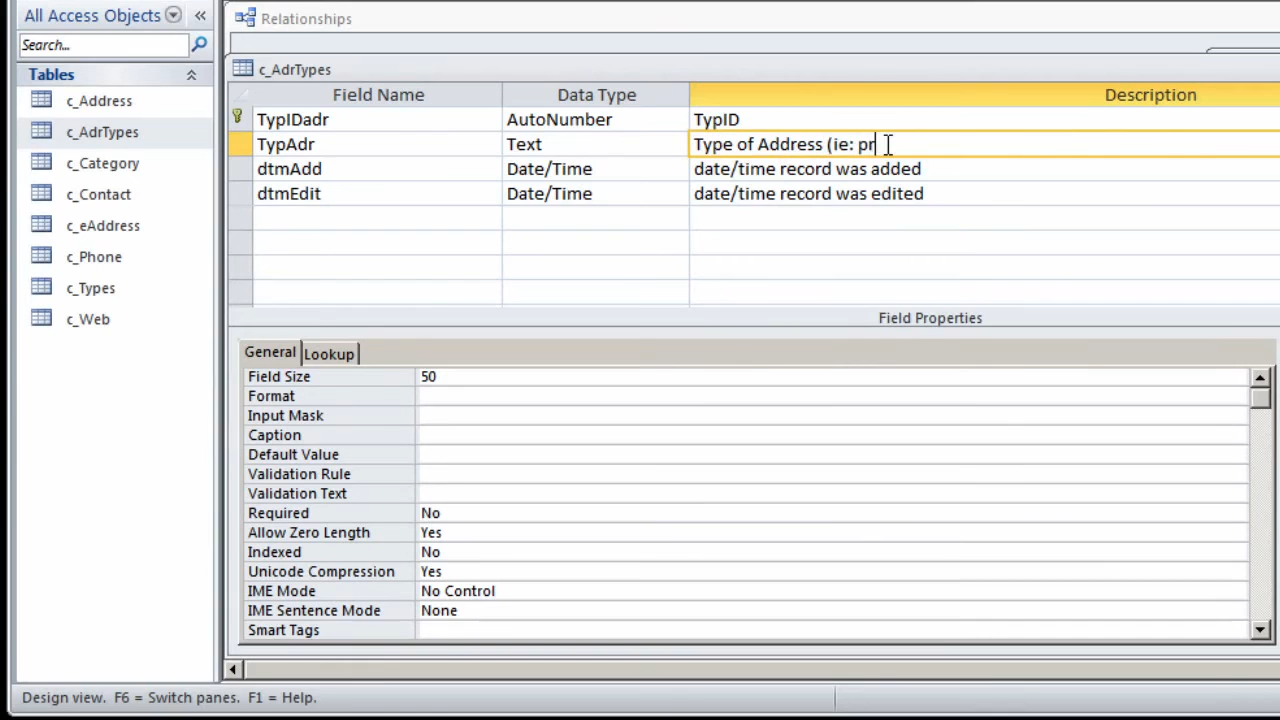 All Access Objects
Search...
Tables
c_Address
c_AdrTypes
c_Category
c_Contact
c_eAddress
c_Phone
c_Types
c_Web
Relationships
c_AdrTypes
Field Name Data Type Description
TypIDadr AutoNumber TypID
TypAdr Text Type of Address (ie: pr
dtmAdd Date/Time date/time record was added
dtmEdit Date/Time date/time record was edited
Field Properties
General Lookup
Field Size 50
Format
Input Mask
Caption
Default Value
Validation Rule
Validation Text
Required No
Allow Zero Length Yes
Indexed No
Unicode Compression Yes
IME Mode No Control
IME Sentence Mode None
Smart Tags
Design view. F6 = Switch panes. F1 = Help.